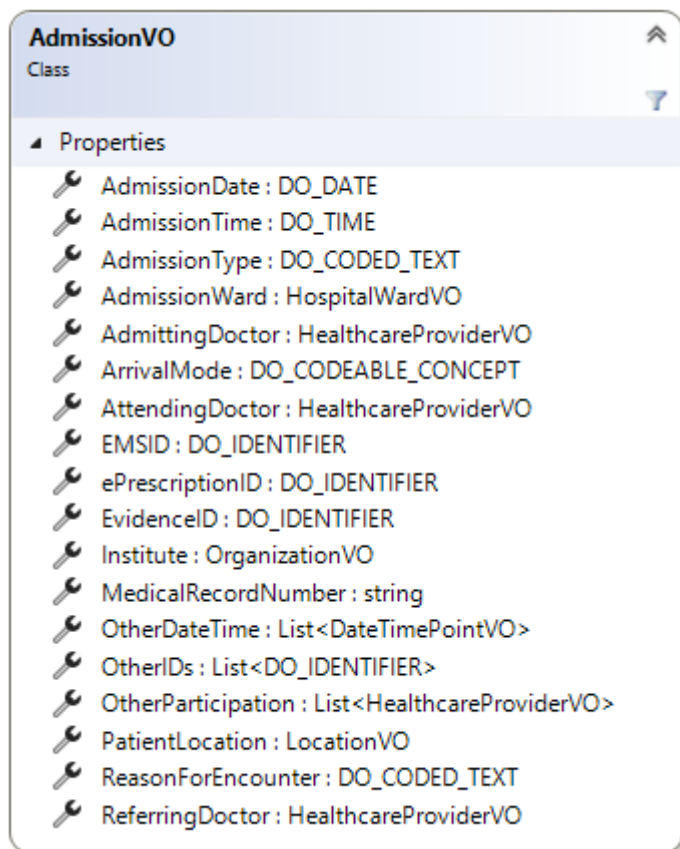 AdmissionVO
Class
Properties
AdmissionDate : DO_DATE
AdmissionTime : DO_TIME
AdmissionType : DO_CODED_TEXT
AdmissionWard : HospitalWardVO
AdmittingDoctor : HealthcareProviderVO
ArrivalMode : DO_CODEABLE_CONCEPT
AttendingDoctor : HealthcareProviderVO
EMSID : DO_IDENTIFIER
ePrescriptionID : DO_IDENTIFIER
EvidenceID : DO_IDENTIFIER
Institute : OrganizationVO
MedicalRecordNumber : string
OtherDateTime : List<DateTimePointVO>
OtherIDs : List<DO_IDENTIFIER>
OtherParticipation : List<HealthcareProviderVO>
PatientLocation : LocationVO
ReasonForEncounter : DO_CODED_TEXT
ReferringDoctor : HealthcareProviderVO